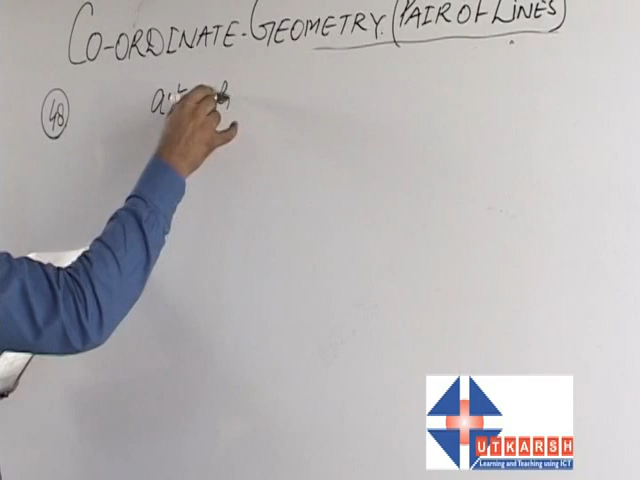 CO-ORDINATE-GEOMETRY (PAIR OF LINES)
48
UTKARSH
Learning and Teaching using ICT